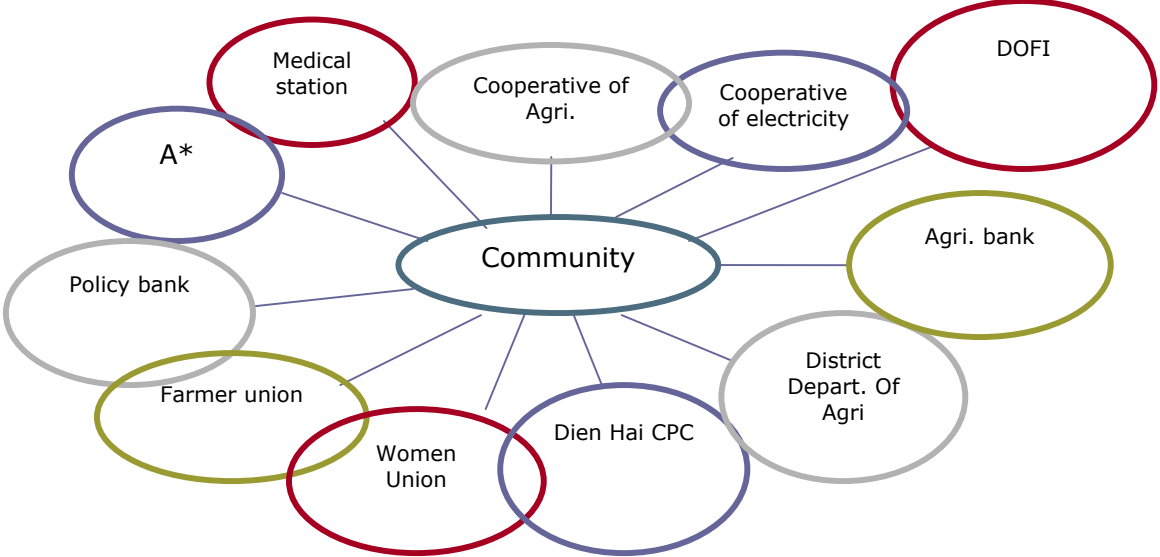 Medical
station
Cooperative of
Agri.
Cooperative
of electricity
DOFI
A*
Community
Agri. bank
Policy bank
Farmer union
Women
Union
Dien Hai CPC
District
Depart. Of
Agri